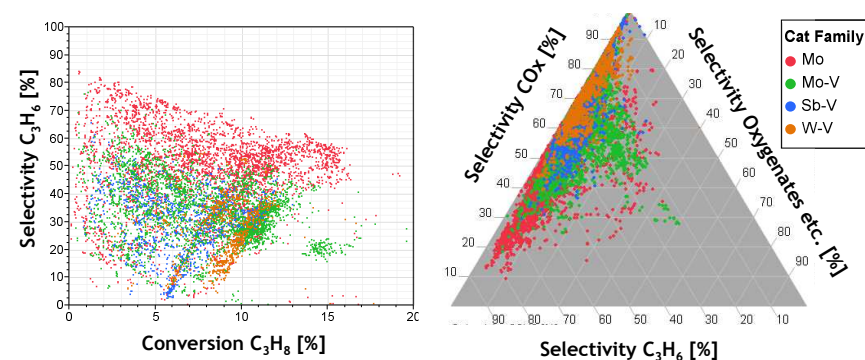 100
90
80
70
60
50
40
30
20
10
0
Selectivity C₃H₆ [%]
0 5 10 15 20
Conversion C₃H₈ [%]
Selectivity COx [%]
90
80
70
60
50
40
30
20
10
Selectivity Oxygenates etc. [%]
10
20
30
40
50
60
70
80
90
90 80 70 60 50 40 30 20 10
Selectivity C₃H₆ [%]
Cat Family
Mo
Mo-V
Sb-V
W-V